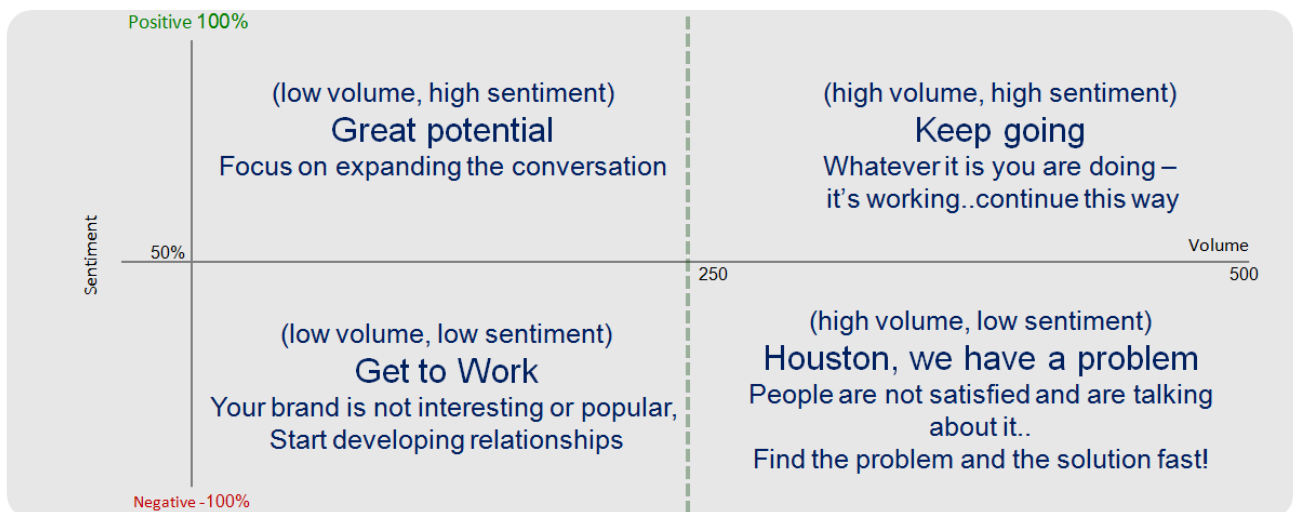 Positive 100%
(low volume, high sentiment)
Great potential
Focus on expanding the conversation
(high volume, high sentiment)
Keep going
Whatever it is you are doing –
it's working..continue this way
Sentiment
50%
Volume
250
500
(low volume, low sentiment)
Get to Work
Your brand is not interesting or popular,
Start developing relationships
(high volume, low sentiment)
Houston, we have a problem
People are not satisfied and are talking
about it..
Find the problem and the solution fast!
Negative -100%